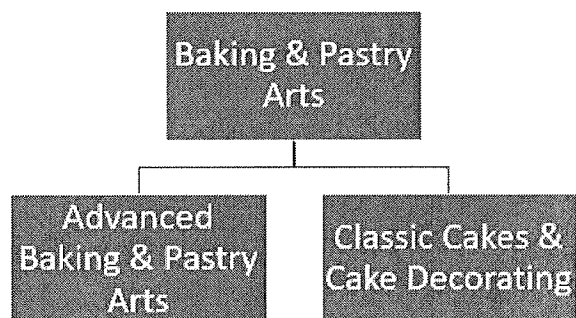 Baking & Pastry
Arts
Advanced
Baking & Pastry
Arts
Classic Cakes &
Cake Decorating